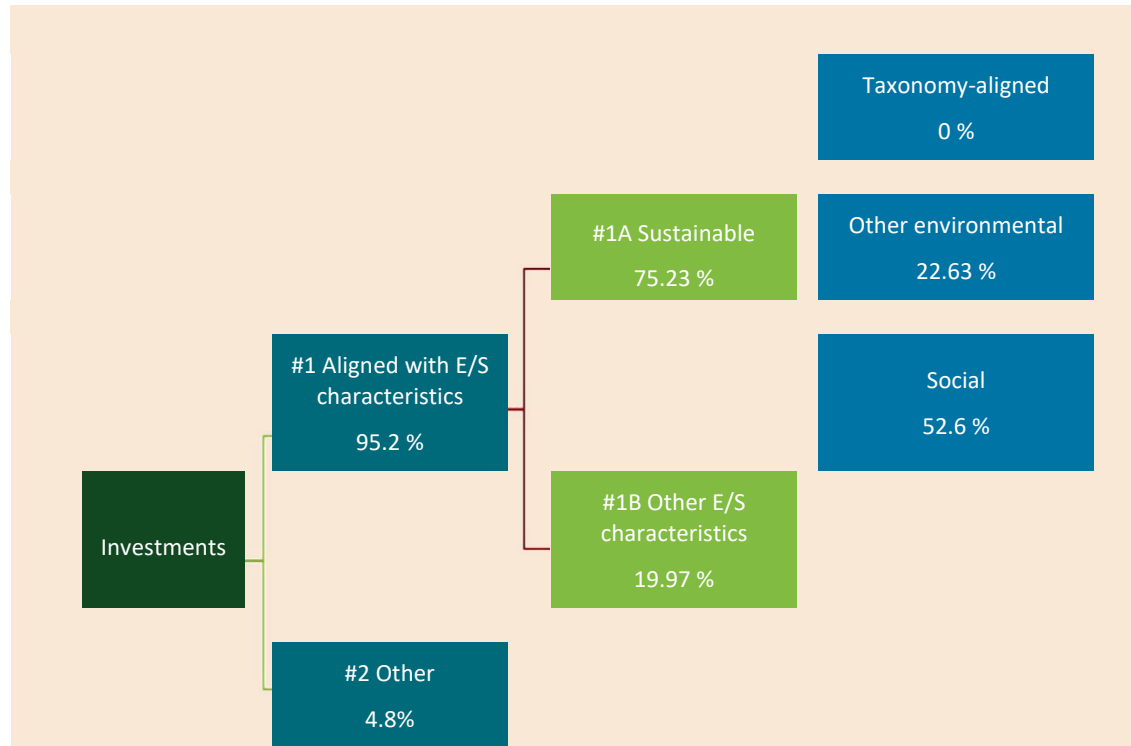 Taxonomy-aligned
0 %
#1A Sustainable
75.23 %
Other environmental
22.63 %
#1 Aligned with E/S
characteristics
95.2 %
Social
52.6 %
Investments
#1B Other E/S
characteristics
19.97 %
#2 Other
4.8%